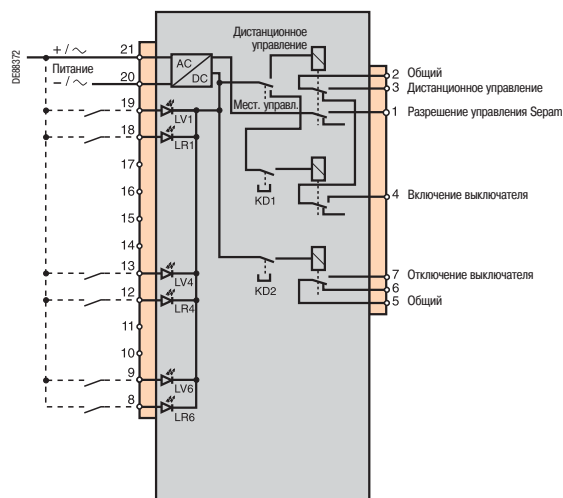 DE88372
+ / ~
Питание
– / ~
21
20
19
18
17
16
15
14
13
12
11
10
9
8
AC
DC
LV1
LR1
LV4
LR4
LV6
LR6
Дистанционное
управление
Мест. управл.
KD1
KD2
2 Общий
3 Дистанционное управление
1 Разрешение управления Sepam
4 Включение выключателя
7 Отключение выключателя
6
5 Общий